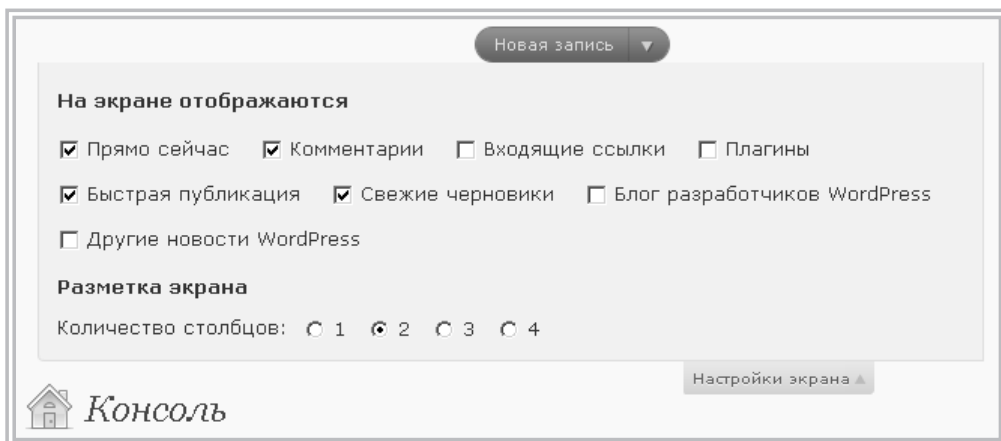 Новая запись
На экране отображаются
Прямо сейчас Комментарии Входящие ссылки Плагины
Быстрая публикация Свежие черновики Блог разработчиков WordPress
Другие новости WordPress
Разметка экрана
Количество столбцов: 1 2 3 4
Настройки экрана
Консоль